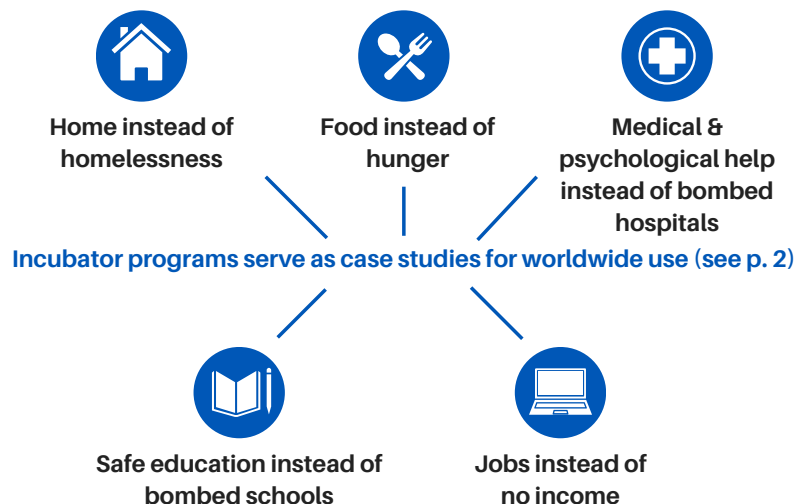 Home instead of
homelessness
Food instead of
hunger
Medical &
psychological help
instead of bombed
hospitals
Incubator programs serve as case studies for worldwide use (see p. 2)
Safe education instead of
bombed schools
Jobs instead of
no income